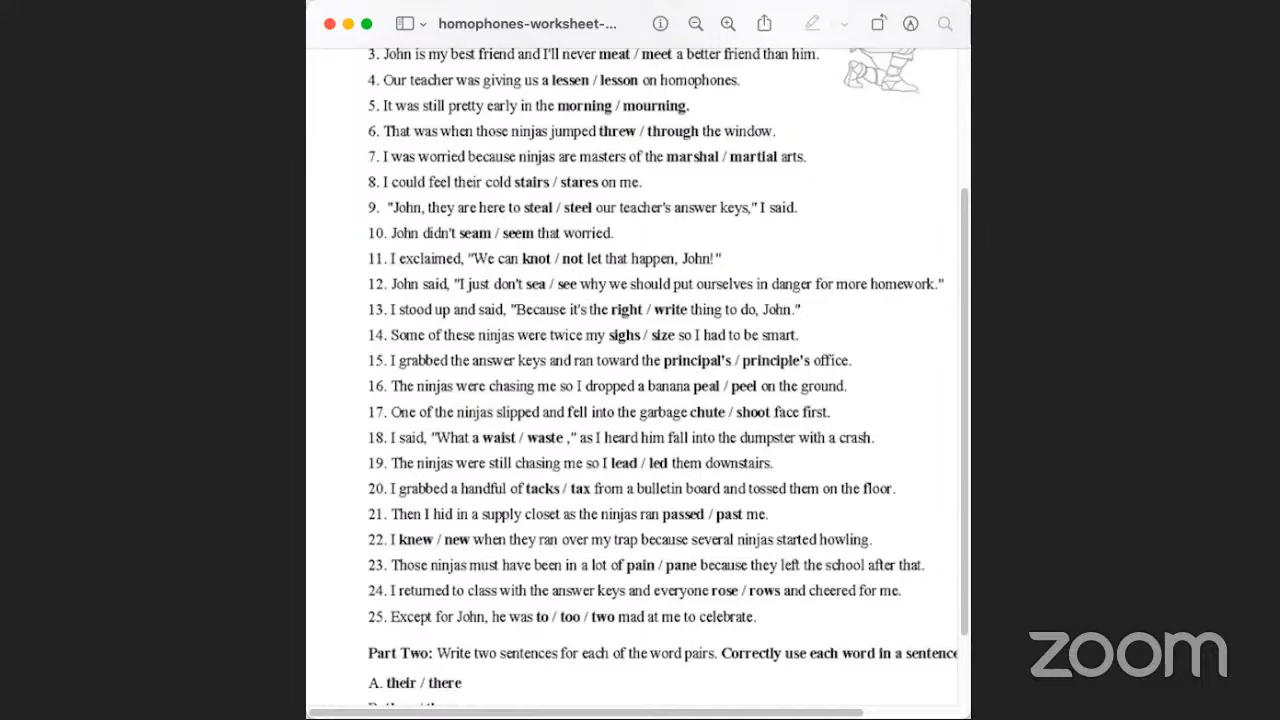 homophones-worksheet-...
3. John is my best friend and I'll never meat / meet a better friend than him.
4. Our teacher was giving us a lessen / lesson on homophones.
5. It was still pretty early in the morning / mourning.
6. That was when those ninjas jumped threw / through the window.
7. I was worried because ninjas are masters of the marshal / martial arts.
8. I could feel their cold stairs / stares on me.
9. "John, they are here to steal / steel our teacher's answer keys," I said.
10. John didn't seam / seem that worried.
11. I exclaimed, "We can knot / not let that happen, John!"
12. John said, "I just don't sea / see why we should put ourselves in danger for more homework."
13. I stood up and said, "Because it's the right / write thing to do, John."
14. Some of these ninjas were twice my sighs / size so I had to be smart.
15. I grabbed the answer keys and ran toward the principal's / principle's office.
16. The ninjas were chasing me so I dropped a banana peal / peel on the ground.
17. One of the ninjas slipped and fell into the garbage chute / shoot face first.
18. I said, "What a waist / waste ," as I heard him fall into the dumpster with a crash.
19. The ninjas were still chasing me so I lead / led them downstairs.
20. I grabbed a handful of tacks / tax from a bulletin board and tossed them on the floor.
21. Then I hid in a supply closet as the ninjas ran passed / past me.
22. I knew / new when they ran over my trap because several ninjas started howling.
23. Those ninjas must have been in a lot of pain / pane because they left the school after that.
24. I returned to class with the answer keys and everyone rose / rows and cheered for me.
25. Except for John, he was to / too / two mad at me to celebrate.
Part Two: Write two sentences for each of the word pairs. Correctly use each word in a sentence
A. their / there
zoom